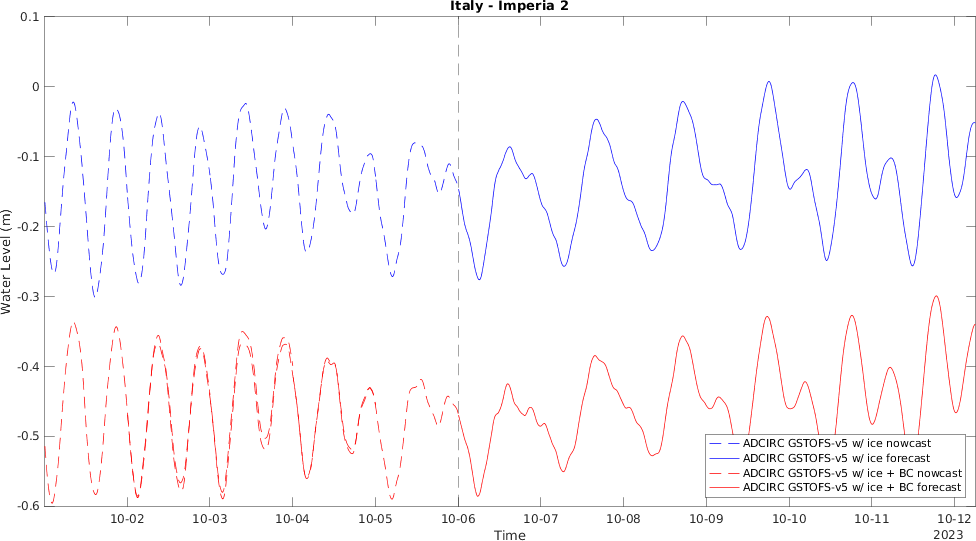 Italy - Imperia 2
0.1
0
-0.1
-0.2
-0.3
-0.4
-0.5
-0.6
Water Level (m)
ADCIRC GSTOFS-v5 w/ ice nowcast
ADCIRC GSTOFS-v5 w/ ice forecast
ADCIRC GSTOFS-v5 w/ ice + BC nowcast
ADCIRC GSTOFS-v5 w/ ice + BC forecast
10-02 10-03 10-04 10-05 10-06 10-07 10-08 10-09 10-10 10-11 10-12
2023
Time